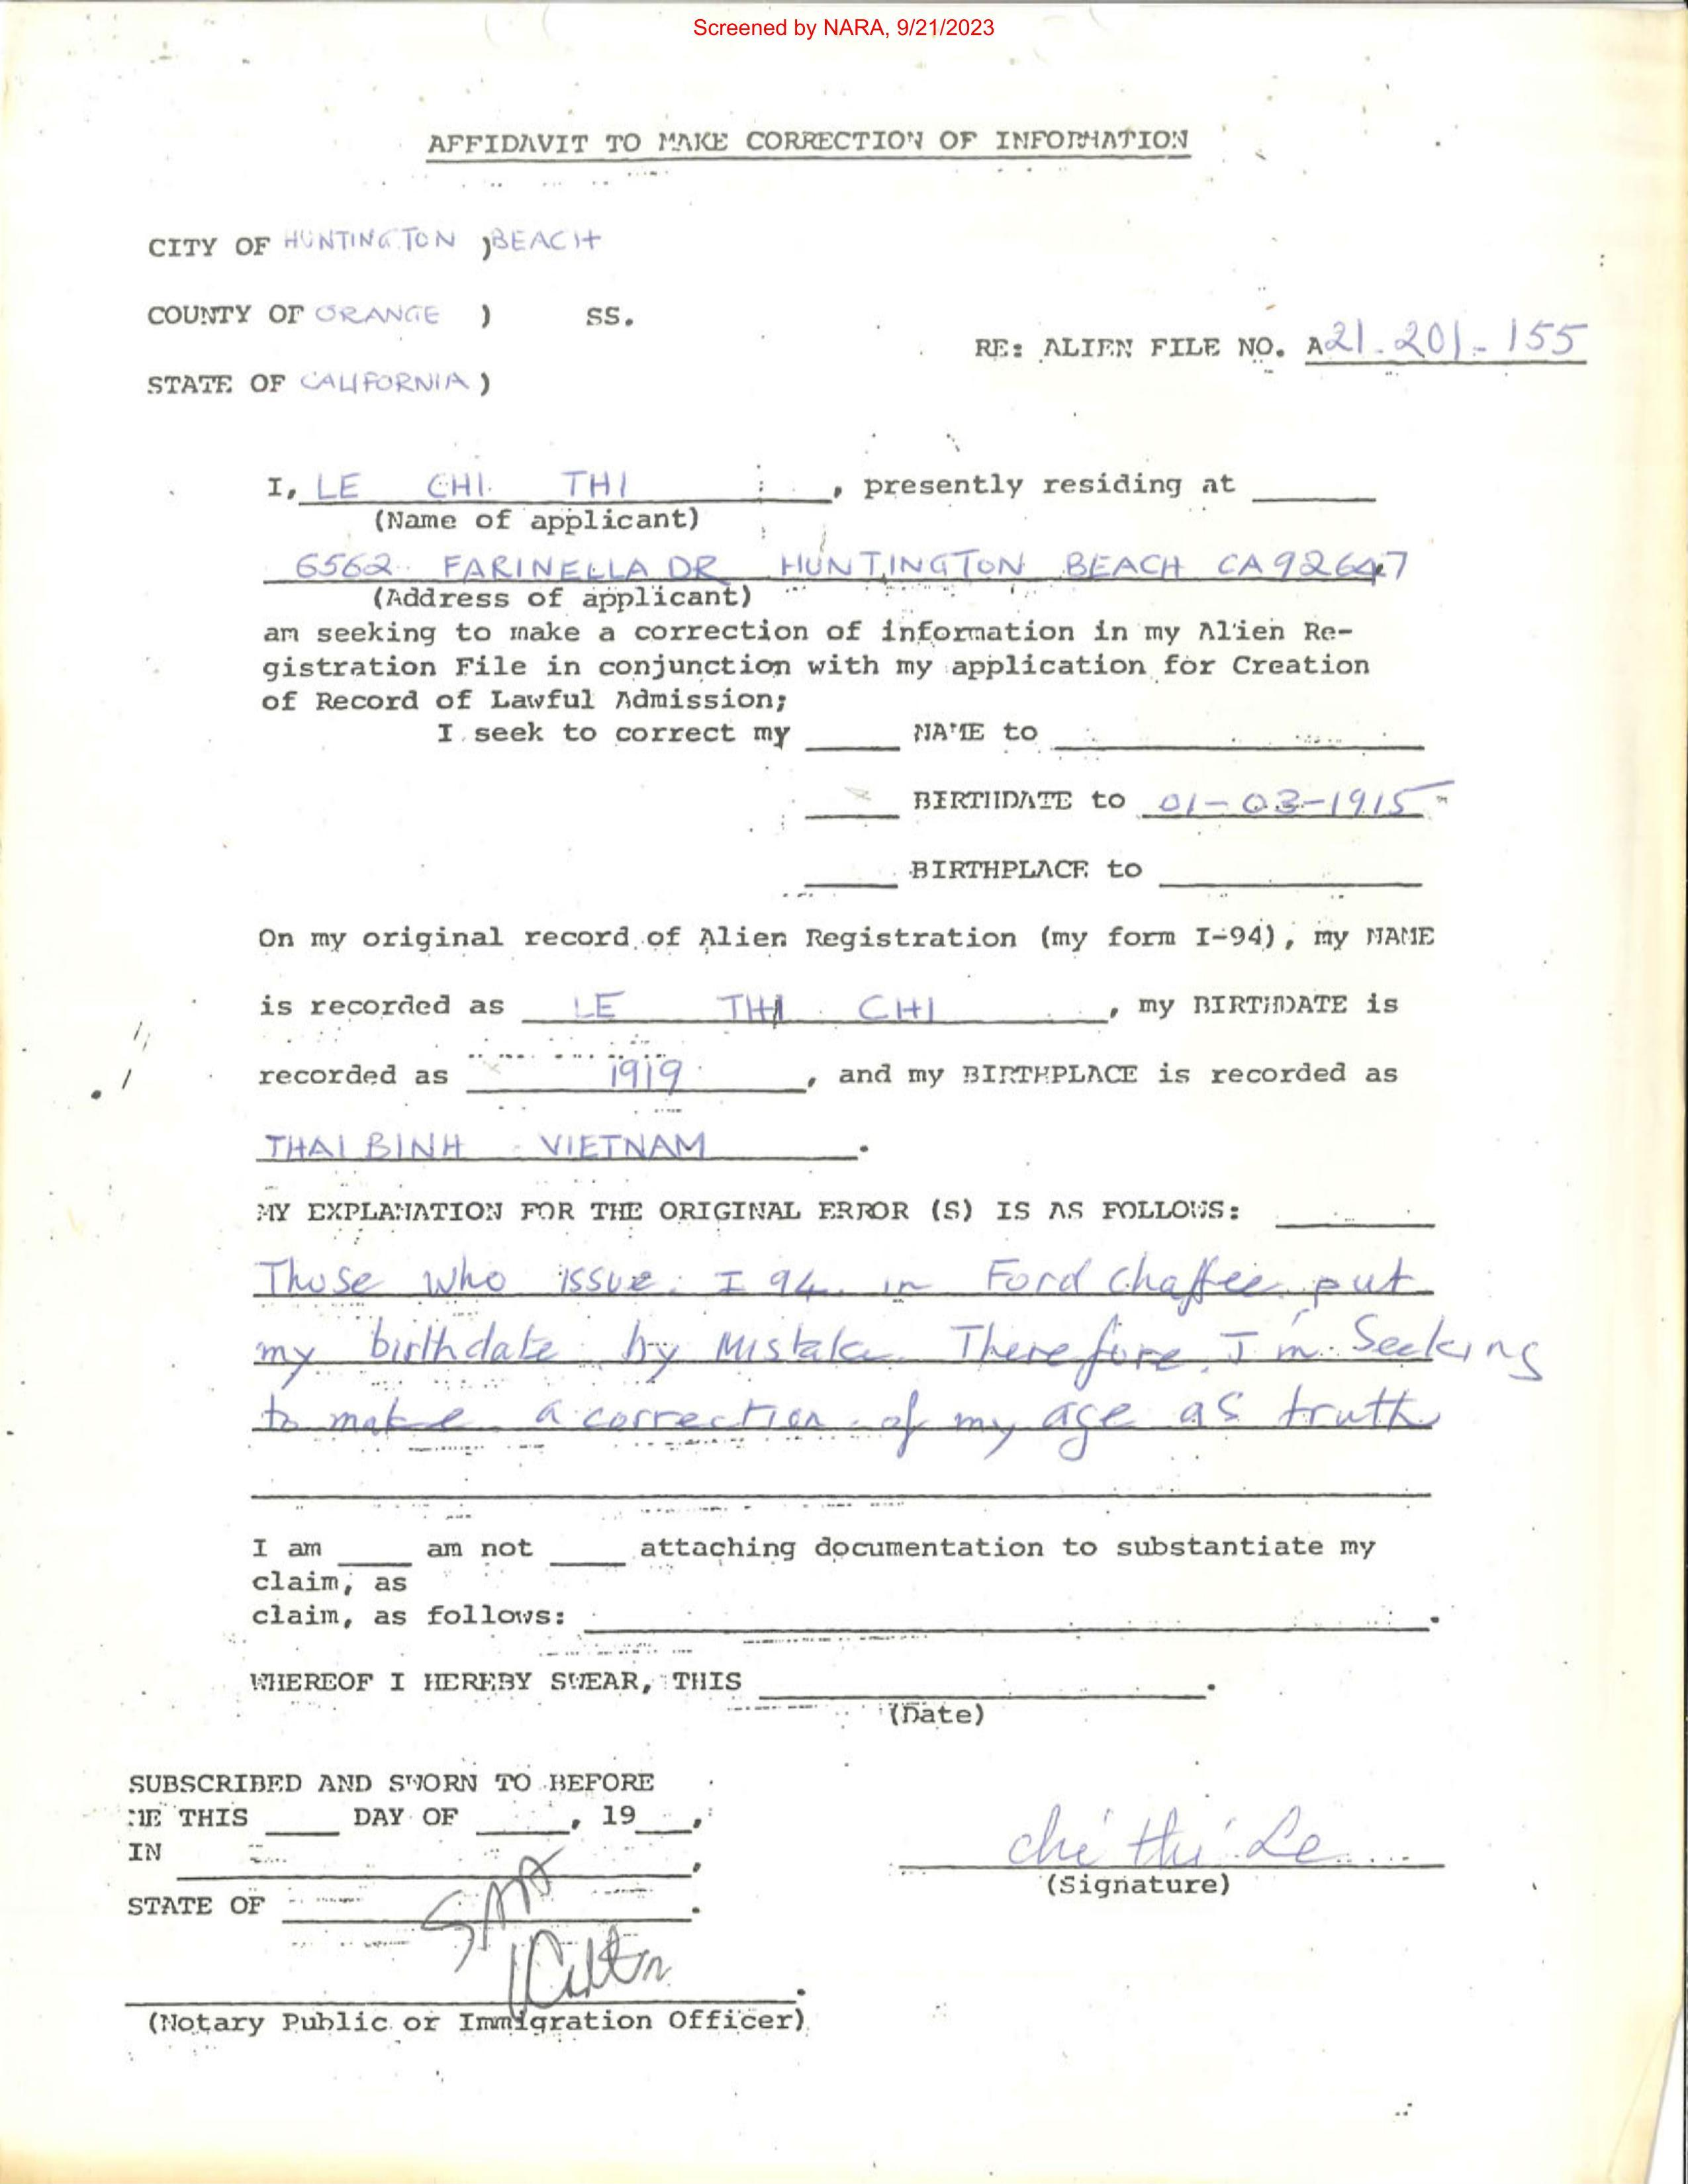 Screened by NARA, 9/21/2023
AFFIDAVIT TO MAKE CORRECTION OF INFORMATION
CITY OF HUNTINGTON ) BEACH
COUNTY OF ORANGE ) SS.
RE: ALIEN FILE NO. A21-201-155
STATE OF CALIFORNIA )
I, LE CHI THI , presently residing at
(Name of applicant)
6562 FARINELLA DR HUNTINGTON BEACH CA 92647
(Address of applicant)
am seeking to make a correction of information in my Alien Re-
gistration File in conjunction with my application for Creation
of Record of Lawful Admission;
I seek to correct my ____ NAME to ____
____ BIRTHDATE to 01-03-1915
____ BIRTHPLACE to ____
On my original record of Alien Registration (my form I-94), my NAME
is recorded as LE THI CHI , my BIRTHDATE is
recorded as 1919 , and my BIRTHPLACE is recorded as
THAI BINH - VIETNAM .
MY EXPLANATION FOR THE ORIGINAL ERROR (S) IS AS FOLLOWS:
Those who issue I 94 in Ford Chaffee put
my birthdate by Mistake. Therefore, I'm Seeking
to make a correction of my age as truth
I am ____ am not ____ attaching documentation to substantiate my
claim, as
claim, as follows: ____.
WHEREOF I HEREBY SWEAR, THIS ____.
(Date)
SUBSCRIBED AND SWORN TO BEFORE
ME THIS ____ DAY OF ____, 19__,
IN ____,
chi thi Le
(Signature)
STATE OF ____.
(Notary Public or Immigration Officer)